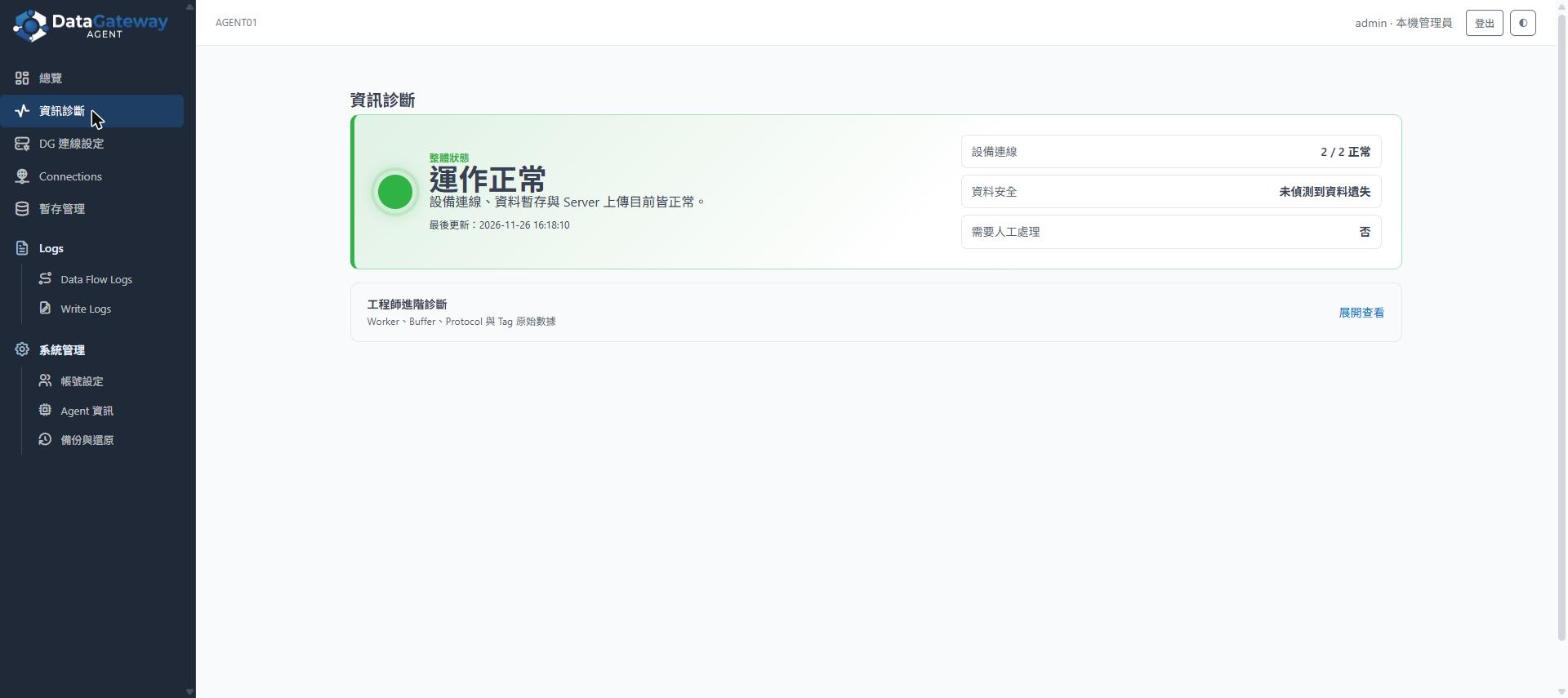 DataGateway
AGENT
總覽
資訊診斷
DG 連線設定
Connections
暫存管理
Logs
Data Flow Logs
Write Logs
系統管理
帳號設定
Agent 資訊
備份與還原
AGENT01
admin · 本機管理員
登出
資訊診斷
整體狀態
運作正常
設備連線、資料暫存與 Server 上傳目前皆正常。
最後更新：2026-11-26 16:18:10
設備連線 2 / 2 正常
資料安全 未偵測到資料遺失
需要人工處理 否
工程師進階診斷
Worker、Buffer、Protocol 與 Tag 原始數據
展開查看